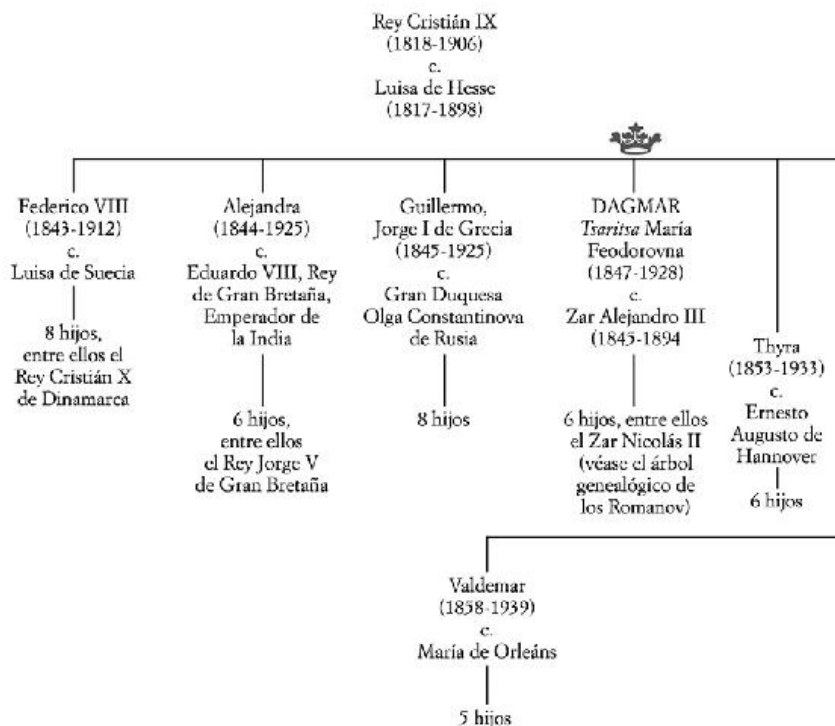 Rey Cristián IX
(1818-1906)
c.
Luisa de Hesse
(1817-1898)
Federico VIII
(1843-1912)
c.
Luisa de Suecia
8 hijos,
entre ellos el
Rey Cristián X
de Dinamarca
Alejandra
(1844-1925)
c.
Eduardo VIII, Rey
de Gran Bretaña,
Emperador de
la India
6 hijos,
entre ellos
el Rey Jorge V
de Gran Bretaña
Guillermo,
Jorge I de Grecia
(1845-1925)
c.
Gran Duquesa
Olga Constantinova
de Rusia
8 hijos
DAGMAR
Tsaritsa María
Feodorovna
(1847-1928)
c.
Zar Alejandro III
(1845-1894
6 hijos, entre ellos
el Zar Nicolás II
(véase el árbol
genealógico de
los Romanov)
Thyra
(1853-1933)
c.
Ernesto
Augusto de
Hannover
6 hijos
Valdemar
(1858-1939)
c.
María de Orleáns
5 hijos